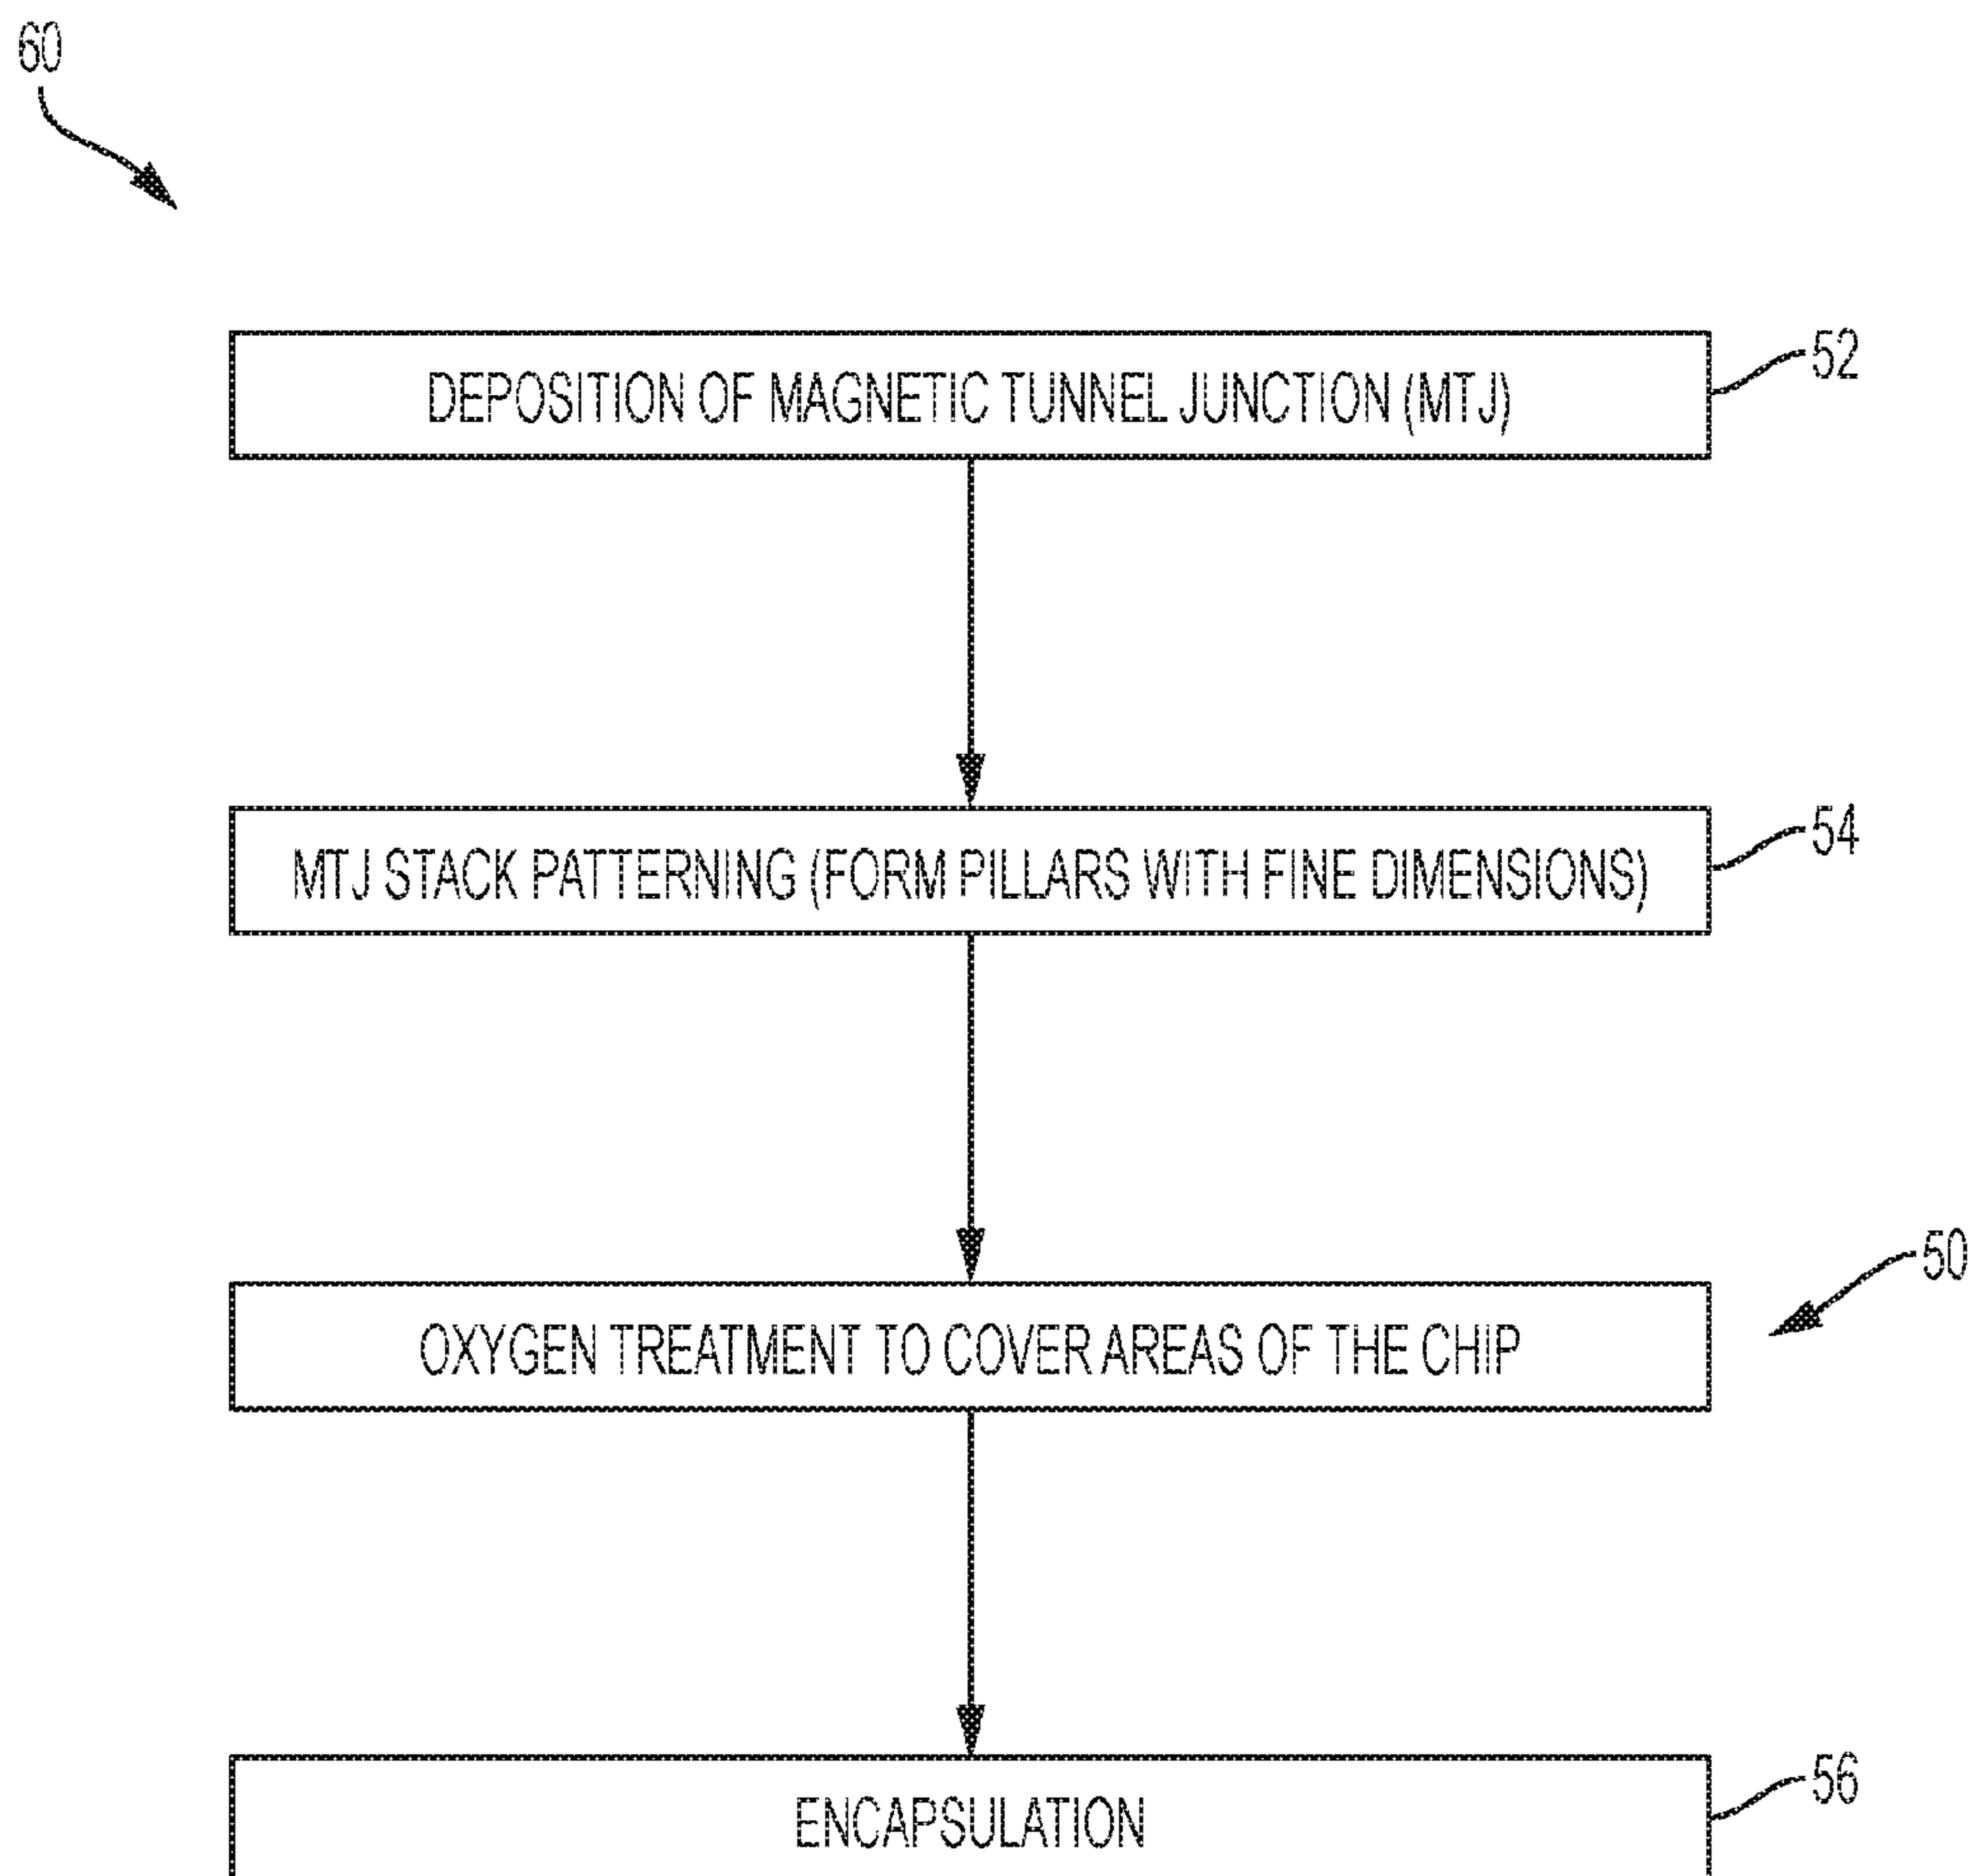 60
DEPOSITION OF MAGNETIC TUNNEL JUNCTION (MTJ)
52
MTJ STACK PATTERNING (FORM PILLARS WITH FINE DIMENSIONS)
54
50
OXYGEN TREATMENT TO COVER AREAS OF THE CHIP
ENCAPSULATION
56